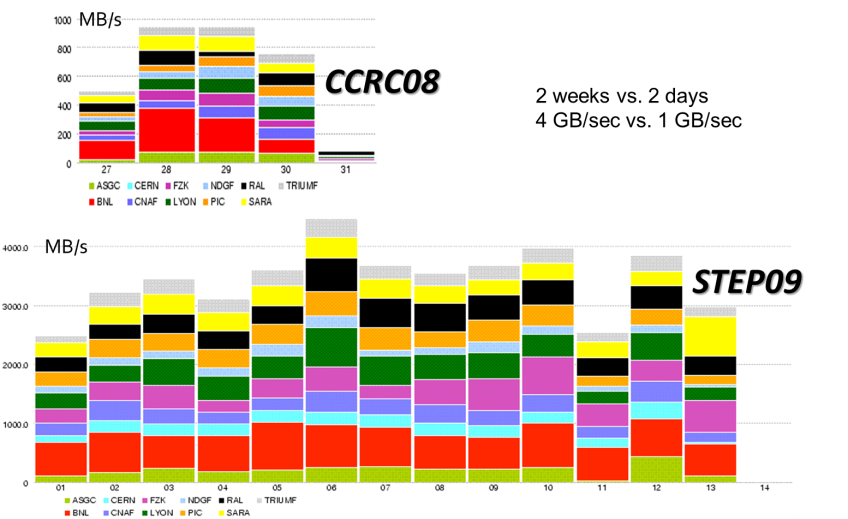 1000 MB/s
800
600
400
200
0
27 28 29 30 31
CCRC08
ASGC CERN FZK NDGF RAL TRIUMF
BNL CNAF LYON PIC SARA
2 weeks vs. 2 days
4 GB/sec vs. 1 GB/sec
MB/s
4000.0
3000.0
2000.0
1000.0
0
01 02 03 04 05 06 07 08 09 10 11 12 13 14
STEP09
ASGC CERN FZK NDGF RAL TRIUMF
BNL CNAF LYON PIC SARA